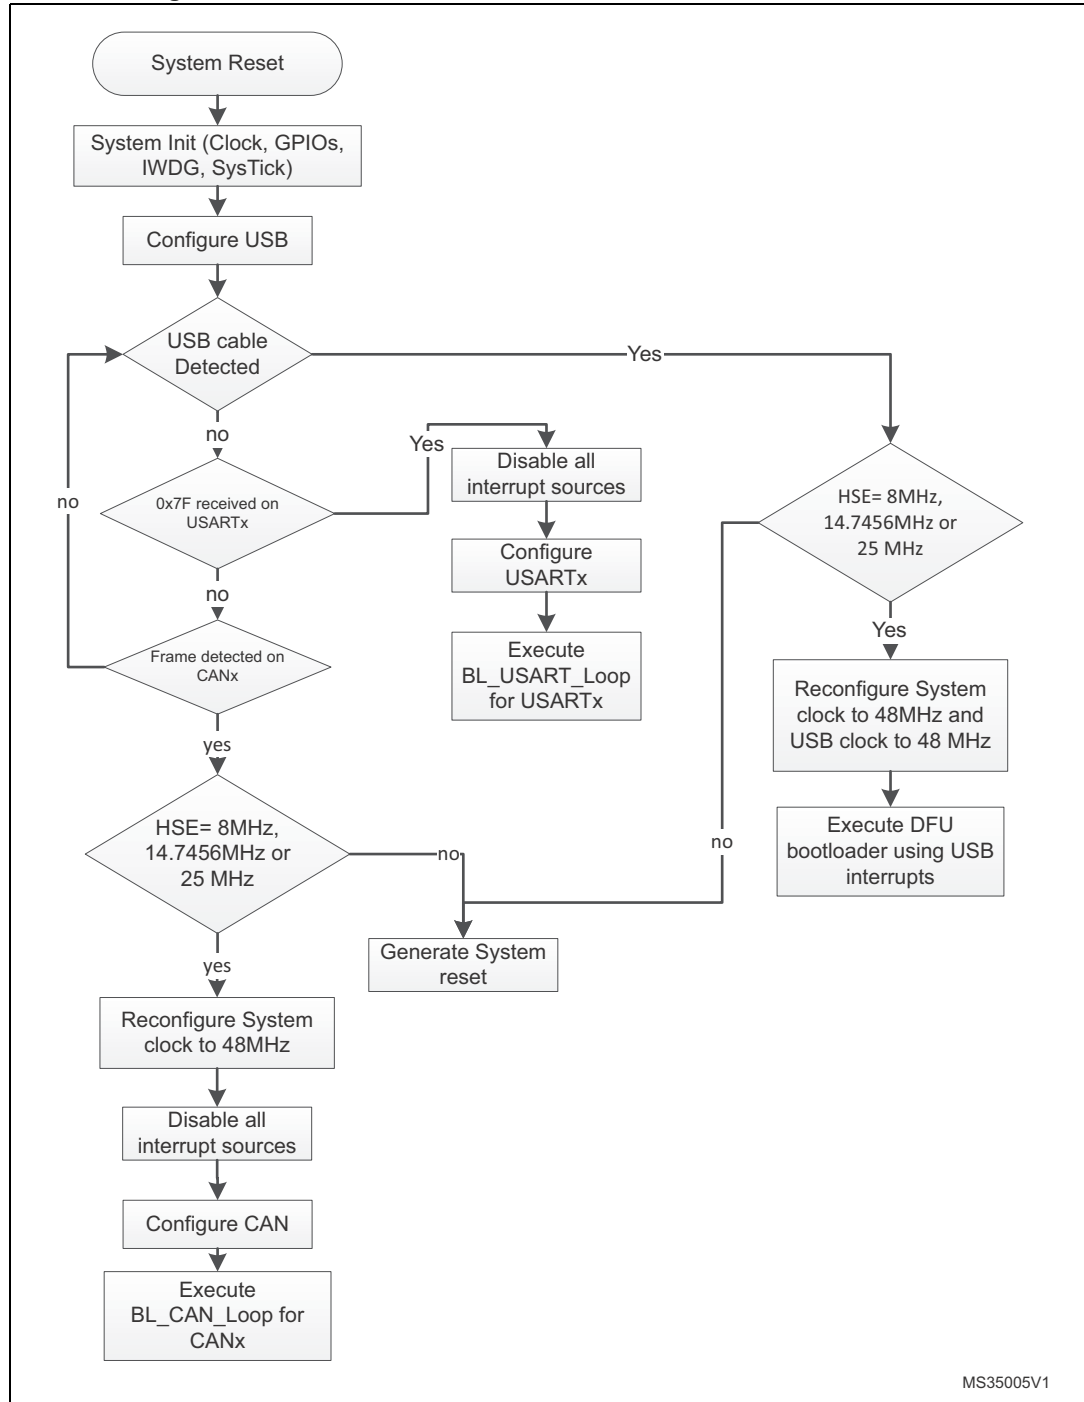 System Reset
System Init (Clock, GPIOs,
IWDG, SysTick)
Configure USB
USB cable
Detected
Yes
no
Yes
Disable all
interrupt sources
0x7F received on
USARTx
no
HSE= 8MHz,
14.7456MHz or
25 MHz
Configure
USARTx
no
Yes
Execute
BL_USART_Loop
for USARTx
Frame detected on
CANx
Reconfigure System
clock to 48MHz and
USB clock to 48 MHz
yes
HSE= 8MHz,
14.7456MHz or
25 MHz
no
no
Execute DFU
bootloader using USB
interrupts
Generate System
reset
yes
Reconfigure System
clock to 48MHz
Disable all
interrupt sources
Configure CAN
Execute
BL_CAN_Loop for
CANx
MS35005V1